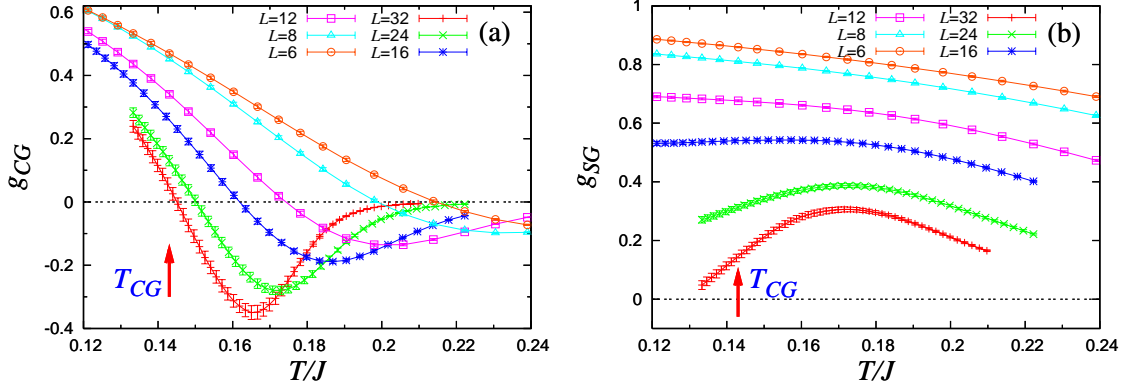 0.6
0.4
0.2
0
-0.2
-0.4
g_CG
L=12
L=8
L=6
L=32
L=24
L=16
(a)
T_CG
0.12 0.14 0.16 0.18 0.2 0.22 0.24
T/J
1
0.8
0.6
0.4
0.2
0
g_SG
L=12
L=8
L=6
L=32
L=24
L=16
(b)
T_CG
0.12 0.14 0.16 0.18 0.2 0.22 0.24
T/J